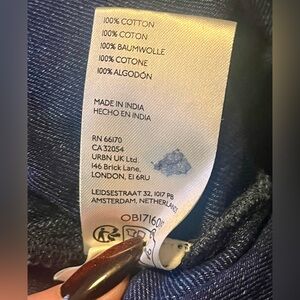 100% COTTON
100% COTON
100% BAUMWOLLE
100% COTONE
100% ALGODÓN
MADE IN INDIA
HECHO EN INDIA
RN 66170
CA 32054
URBN UK Ltd.
146 Brick Lane,
LONDON, E1 6RU
LEIDSESTRAAT 32, 1017 PB
AMSTERDAM, NETHERLANDS